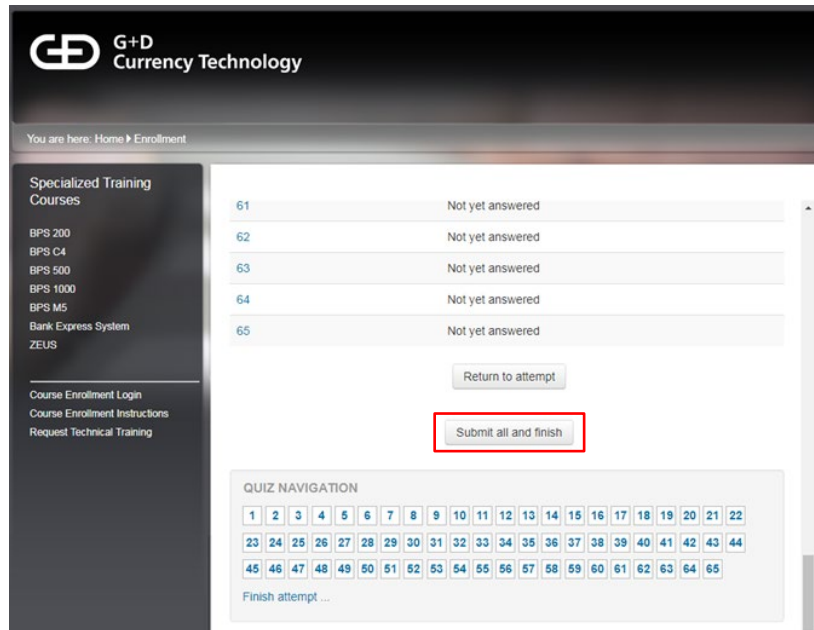 G+D
Currency Technology
You are here: Home Enrollment
Specialized Training
Courses
BPS 200
BPS C4
BPS 500
BPS 1000
BPS M5
Bank Express System
ZEUS
Course Enrollment Login
Course Enrollment Instructions
Request Technical Training
61 Not yet answered
62 Not yet answered
63 Not yet answered
64 Not yet answered
65 Not yet answered
Return to attempt
Submit all and finish
QUIZ NAVIGATION
1 2 3 4 5 6 7 8 9 10 11 12 13 14 15 16 17 18 19 20 21 22
23 24 25 26 27 28 29 30 31 32 33 34 35 36 37 38 39 40 41 42 43 44
45 46 47 48 49 50 51 52 53 54 55 56 57 58 59 60 61 62 63 64 65
Finish attempt ...